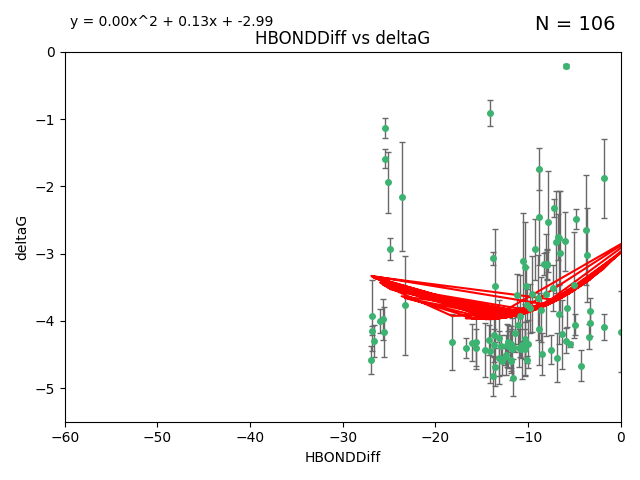 y = 0.00x^2 + 0.13x + -2.99
N = 106
HBONDDiff vs deltaG
0
−1
−2
−3
−4
−5
deltaG
−60
−50
−40
−30
−20
−10
0
HBONDDiff